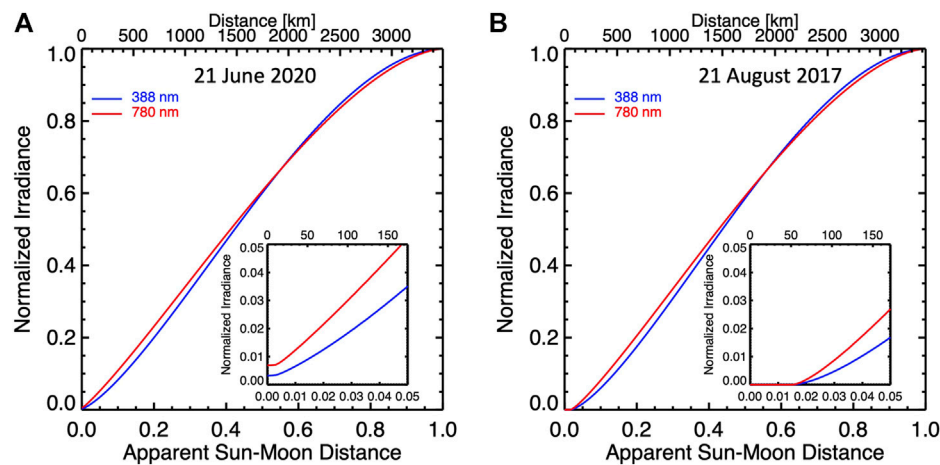 A
Distance [km]
0 500 1000 1500 2000 2500 3000
1.0
0.8
0.6
0.4
0.2
0.0
Normalized Irradiance
21 June 2020
388 nm
780 nm
0 50 100 150
0.05
0.04
0.03
0.02
0.01
0.00
Normalized Irradiance
0.00 0.01 0.02 0.03 0.04 0.05
0.0 0.2 0.4 0.6 0.8 1.0
Apparent Sun-Moon Distance
B
Distance [km]
0 500 1000 1500 2000 2500 3000
1.0
0.8
0.6
0.4
0.2
0.0
Normalized Irradiance
21 August 2017
388 nm
780 nm
0 50 100 150
0.05
0.04
0.03
0.02
0.01
0.00
Normalized Irradiance
0.00 0.01 0.02 0.03 0.04 0.05
0.0 0.2 0.4 0.6 0.8 1.0
Apparent Sun-Moon Distance